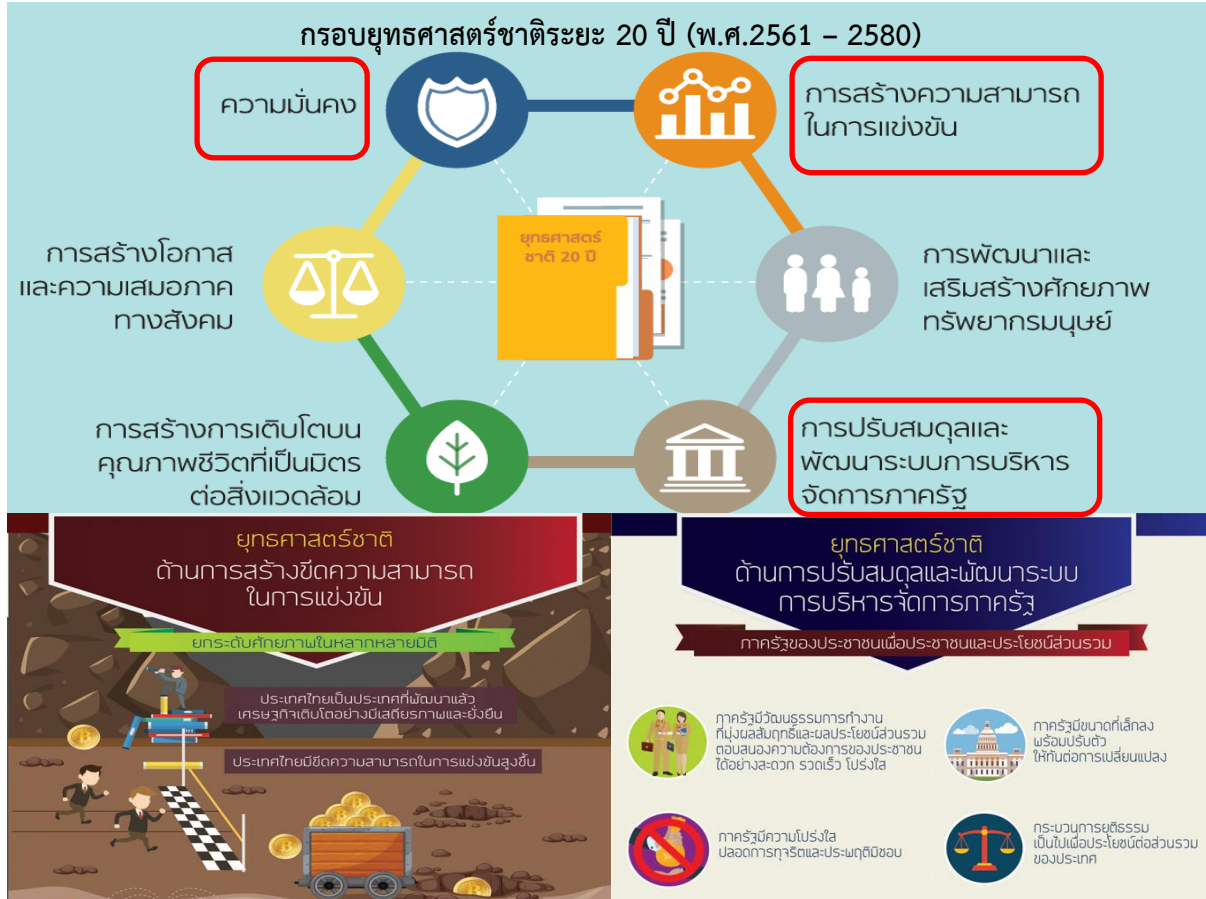 กรอบยุทธศาสตร์ชาติระยะ 20 ปี (พ.ศ.2561 – 2580)
ความมั่นคง
การสร้างความสามารถ
ในการแข่งขัน
ยุทธศาสตร์
ชาติ 20 ปี
การสร้างโอกาส
และความเสมอภาค
ทางสังคม
การพัฒนาและ
เสริมสร้างศักยภาพ
ทรัพยากรมนุษย์
การสร้างการเติบโตบน
คุณภาพชีวิตที่เป็นมิตร
ต่อสิ่งแวดล้อม
การปรับสมดุลและ
พัฒนาระบบการบริหาร
จัดการภาครัฐ
ยุทธศาสตร์ชาติ
ด้านการสร้างขีดความสามารถ
ในการแข่งขัน
ยกระดับศักยภาพในหลากหลายมิติ
ประเทศไทยเป็นประเทศที่พัฒนาแล้ว
เศรษฐกิจเติบโตอย่างมีเสถียรภาพและยั่งยืน
ประเทศไทยมีขีดความสามารถในการแข่งขันสูงขึ้น
ยุทธศาสตร์ชาติ
ด้านการปรับสมดุลและพัฒนาระบบ
การบริหารจัดการภาครัฐ
ภาครัฐของประชาชนเพื่อประชาชนและประโยชน์ส่วนรวม
ภาครัฐมีวัฒนธรรมการทำงาน
ที่มุ่งผลสัมฤทธิ์และผลประโยชน์ส่วนรวม
ตอบสนองความต้องการของประชาชน
ได้อย่างสะดวก รวดเร็ว โปร่งใส
ภาครัฐมีขนาดที่เล็กลง
พร้อมปรับตัว
ให้ทันต่อการเปลี่ยนแปลง
ภาครัฐมีความโปร่งใส
ปลอดการทุจริตและประพฤติมิชอบ
กระบวนการยุติธรรม
เป็นไปเพื่อประโยชน์ต่อส่วนรวม
ของประเทศ